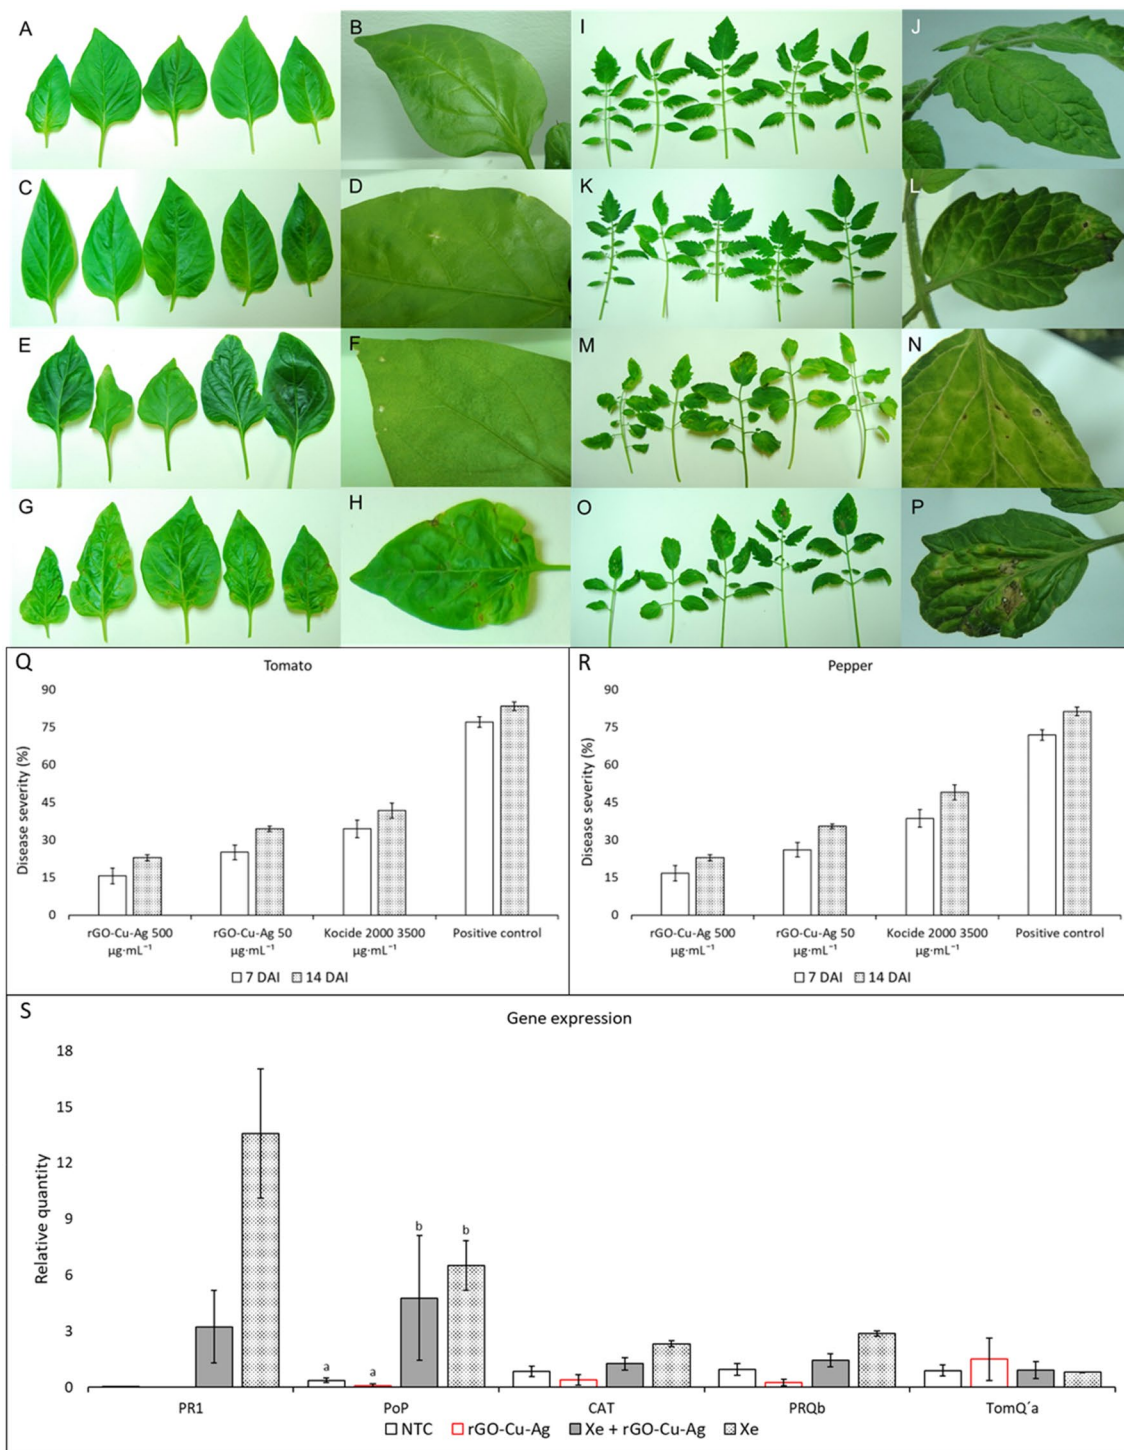 A
B
I
J
C
D
K
L
E
F
M
N
G
H
O
P
Q
Tomato
Disease severity (%)
90
75
60
45
30
15
0
rGO-Cu-Ag 500
µg·mL⁻¹
rGO-Cu-Ag 50
µg·mL⁻¹
Kocide 2000 3500
µg·mL⁻¹
Positive control
7 DAI 14 DAI
R
Pepper
Disease severity (%)
90
75
60
45
30
15
0
rGO-Cu-Ag 500
µg·mL⁻¹
rGO-Cu-Ag 50
µg·mL⁻¹
Kocide 2000 3500
µg·mL⁻¹
Positive control
7 DAI 14 DAI
S
Gene expression
Relative quantity
18
15
12
9
6
3
0
a
a
b
b
PR1
PoP
CAT
PRQb
TomQ´a
NTC rGO-Cu-Ag Xe + rGO-Cu-Ag Xe